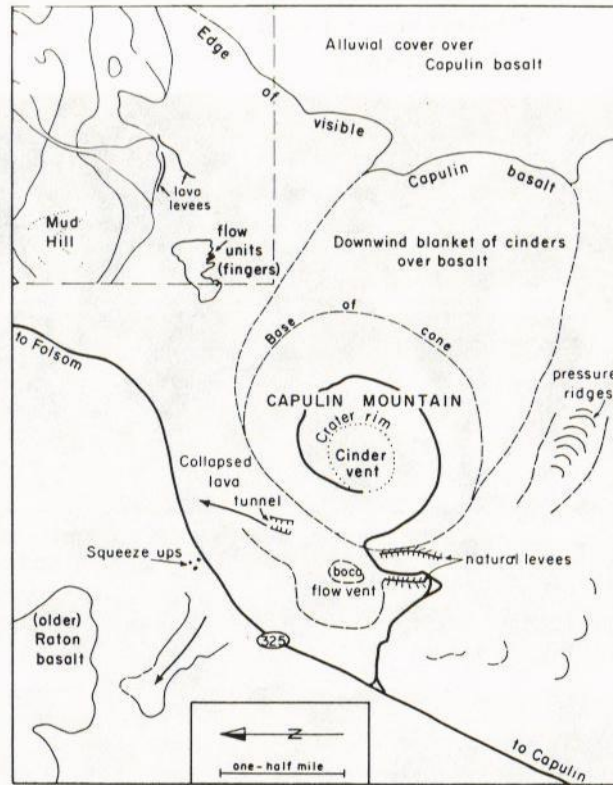 Edge of visible Capulin basalt
Alluvial cover over
Capulin basalt
lava
levees
Mud
Hill
flow
units
(fingers)
Downwind blanket of cinders
over basalt
Base of cone
to Folsom
pressure
ridges
CAPULIN MOUNTAIN
Crater rim
Cinder
vent
Collapsed lava
tunnel
Squeeze ups
natural levees
boca
flow vent
(older)
Raton
basalt
325
N
one-half mile
to Capulin